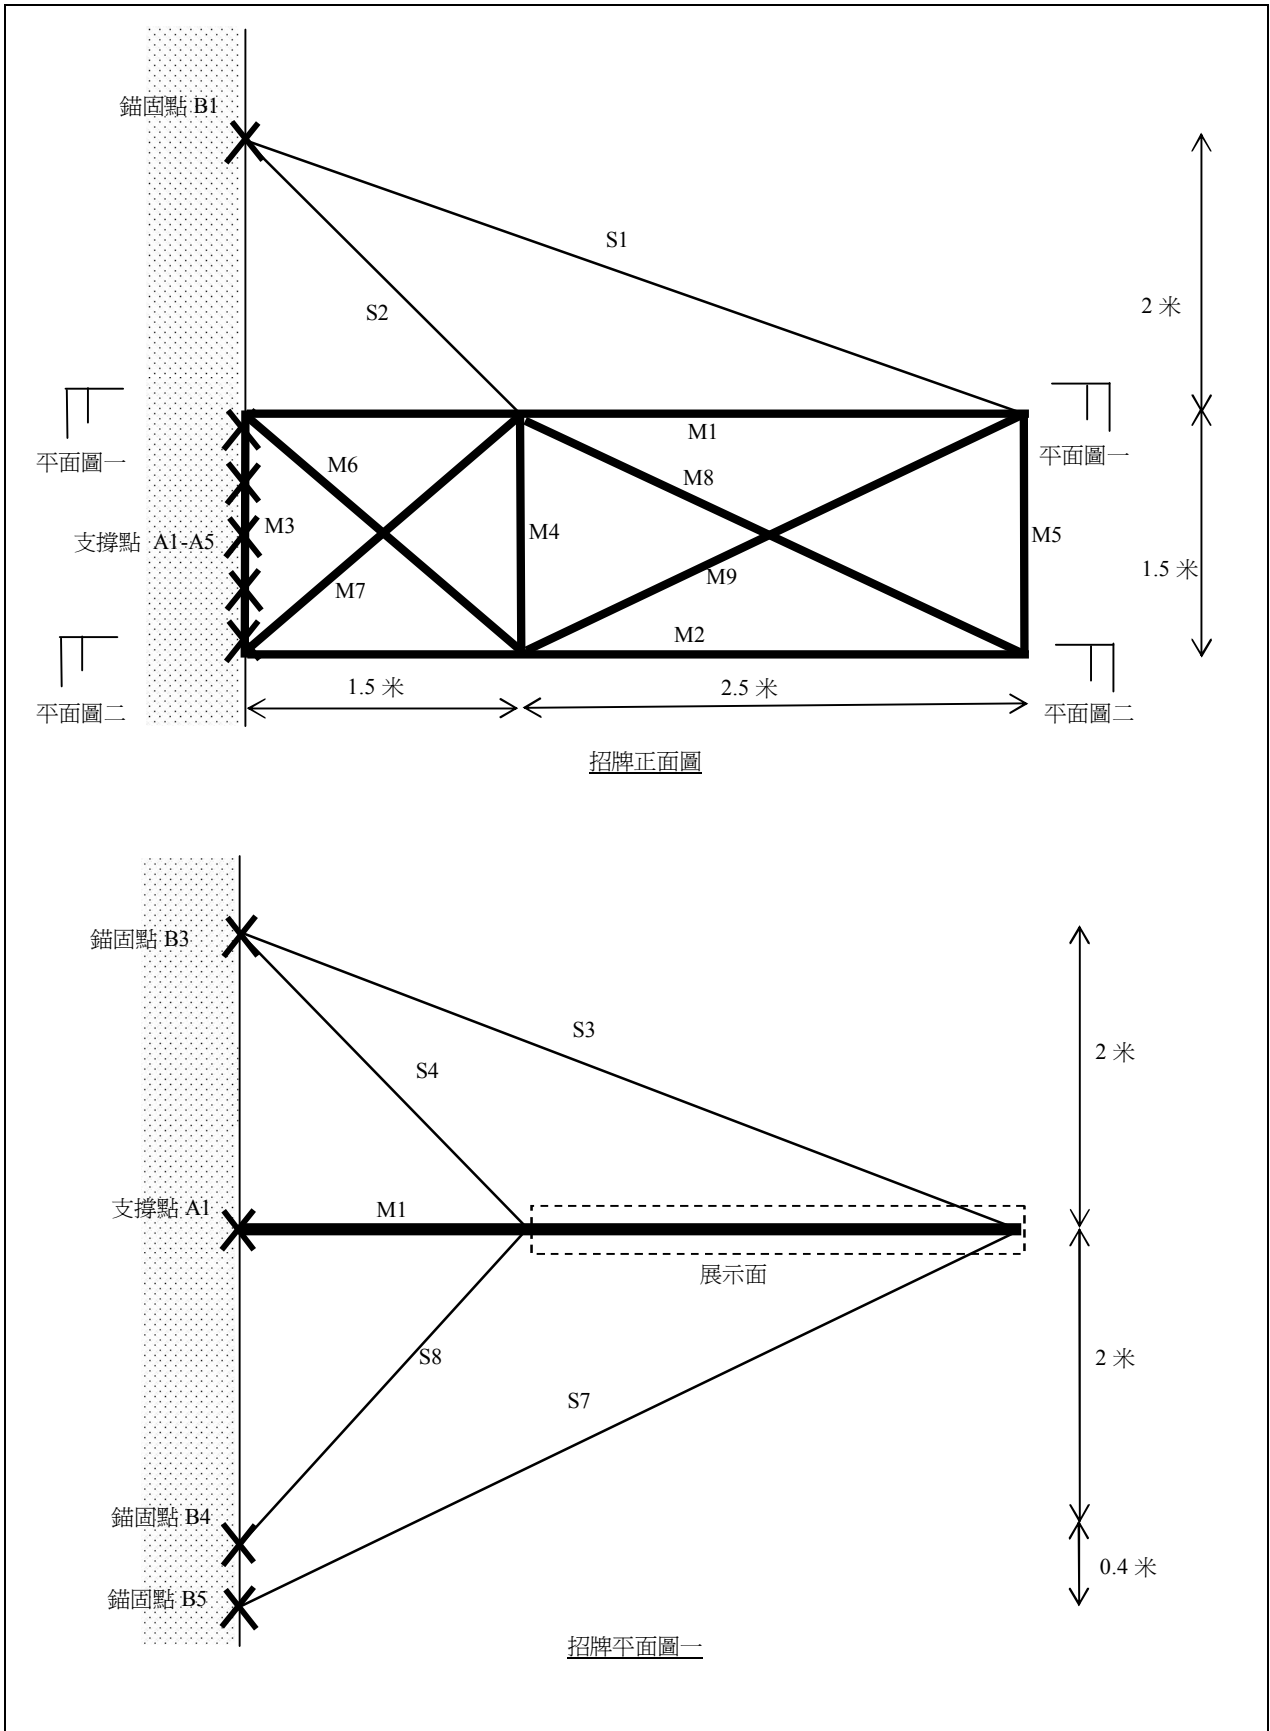 錨固點 B1
S1
S2
2 米
平面圖一
平面圖一
M1
M6
M8
M3
M4
M5
支撐點 A1-A5
M7
M9
1.5 米
M2
平面圖二
平面圖二
1.5 米
2.5 米
招牌正面圖
錨固點 B3
S3
S4
2 米
支撐點 A1
M1
展示面
S8
2 米
S7
錨固點 B4
0.4 米
錨固點 B5
招牌平面圖一